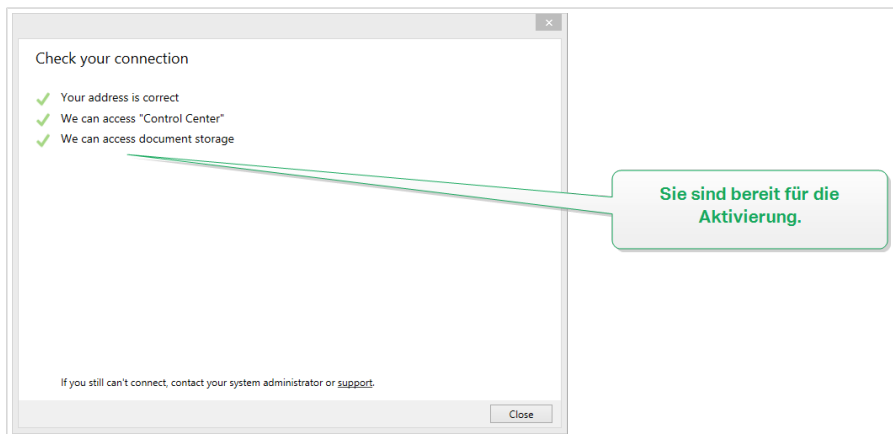 Check your connection
Your address is correct
We can access "Control Center"
We can access document storage
Sie sind bereit für die
Aktivierung.
If you still can't connect, contact your system administrator or support.
Close